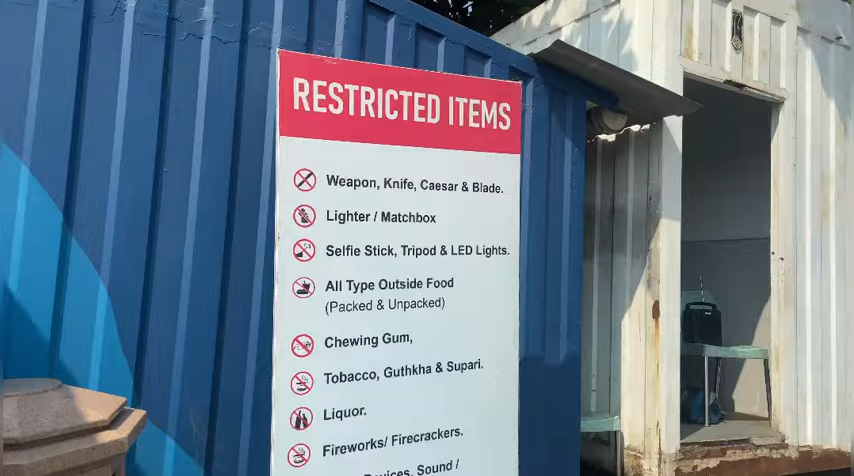 RESTRICTED ITEMS
Weapon, Knife, Caesar & Blade.
Lighter / Matchbox
Selfie Stick, Tripod & LED Lights.
All Type Outside Food
(Packed & Unpacked)
Chewing Gum,
Tobacco, Guthkha & Supari.
Liquor.
Fireworks/ Firecrackers.
Devices, Sound /